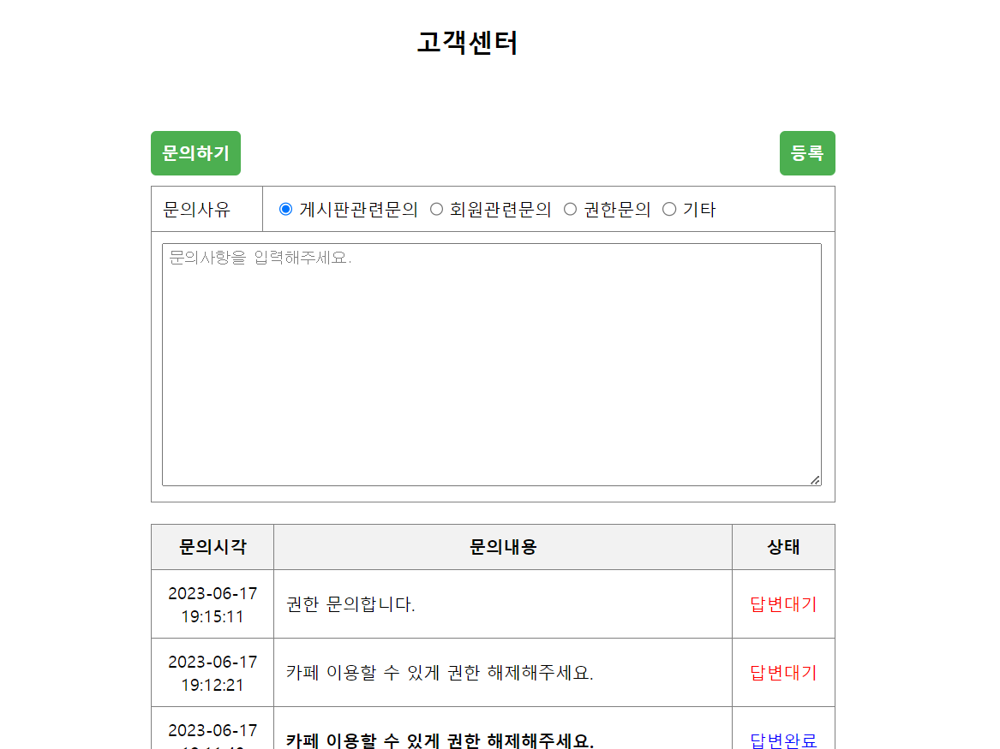 고객센터
문의하기 등록
문의사유 게시판관련문의 회원관련문의 권한문의 기타
문의사항을 입력해주세요.
문의시각 문의내용 상태
2023-06-17
19:15:11
권한 문의합니다. 답변대기
2023-06-17
19:12:21
카페 이용할 수 있게 권한 해제해주세요. 답변대기
2023-06-17
카페 이용할 수 있게 권한 해제해주세요. 답변완료